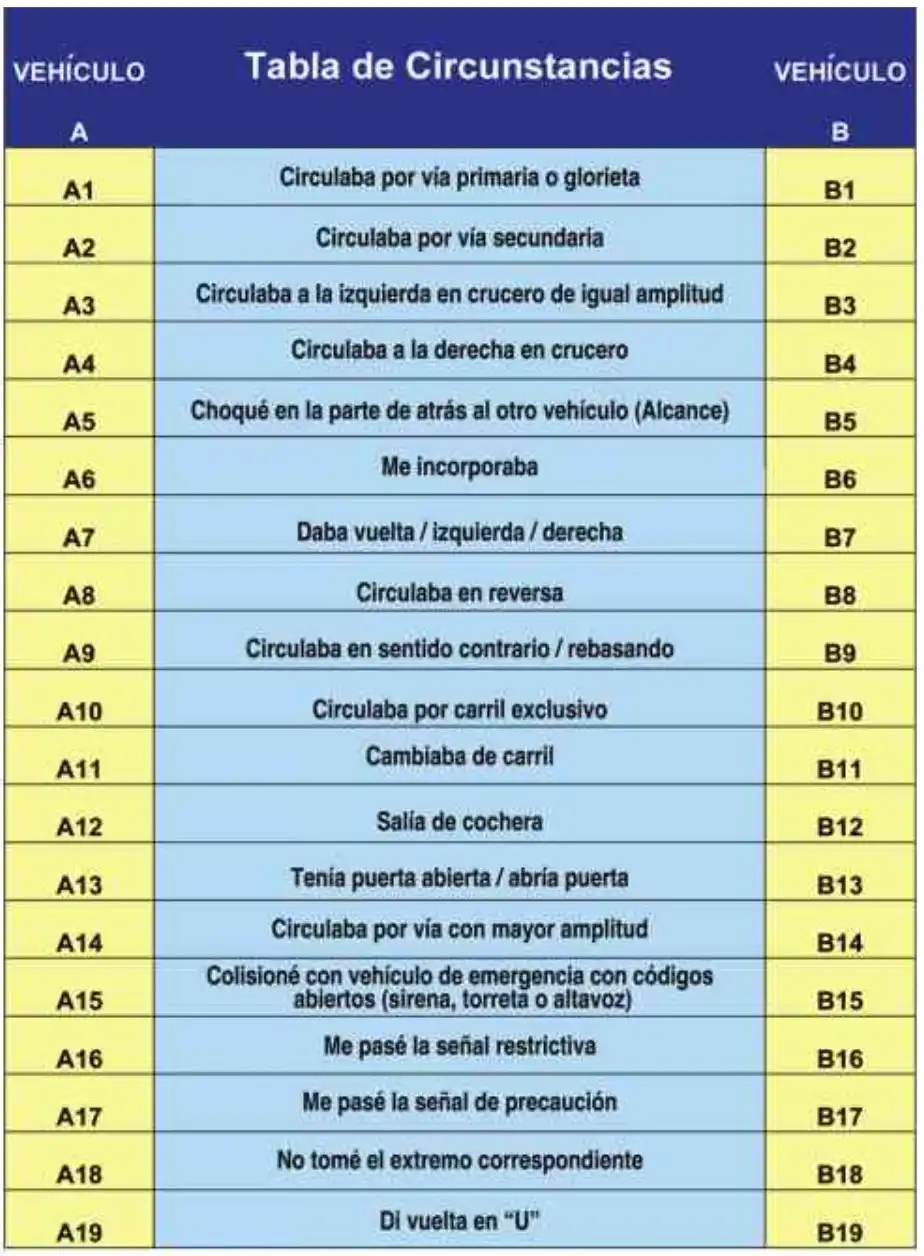 VEHÍCULO Tabla de Circunstancias VEHÍCULO
A B
A1 Circulaba por vía primaria o glorieta B1
A2 Circulaba por vía secundaria B2
A3 Circulaba a la izquierda en crucero de igual amplitud B3
A4 Circulaba a la derecha en crucero B4
A5 Choqué en la parte de atrás al otro vehículo (Alcance) B5
A6 Me incorporaba B6
A7 Daba vuelta / izquierda / derecha B7
A8 Circulaba en reversa B8
A9 Circulaba en sentido contrario / rebasando B9
A10 Circulaba por carril exclusivo B10
A11 Cambiaba de carril B11
A12 Salía de cochera B12
A13 Tenía puerta abierta / abría puerta B13
A14 Circulaba por vía con mayor amplitud B14
A15 Colisioné con vehículo de emergencia con códigos
abiertos (sirena, torreta o altavoz) B15
A16 Me pasé la señal restrictiva B16
A17 Me pasé la señal de precaución B17
A18 No tomé el extremo correspondiente B18
A19 Di vuelta en “U” B19